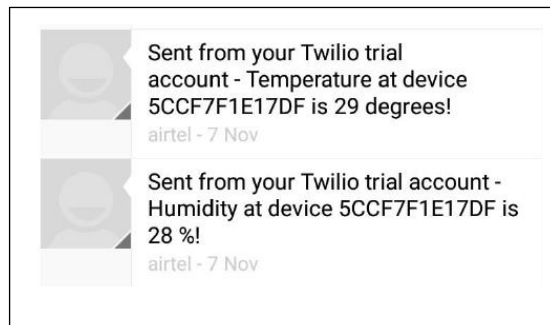 Sent from your Twilio trial
account - Temperature at device
5CCF7F1E17DF is 29 degrees!
airtel - 7 Nov
Sent from your Twilio trial account -
Humidity at device 5CCF7F1E17DF is
28 %!
airtel - 7 Nov